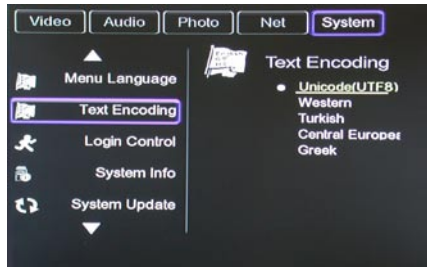 Video Audio Photo Net System
Menu Language
Text Encoding
Login Control
System Info
System Update
Text Encoding
Unicode(UTF8)
Western
Turkish
Central Europea
Greek